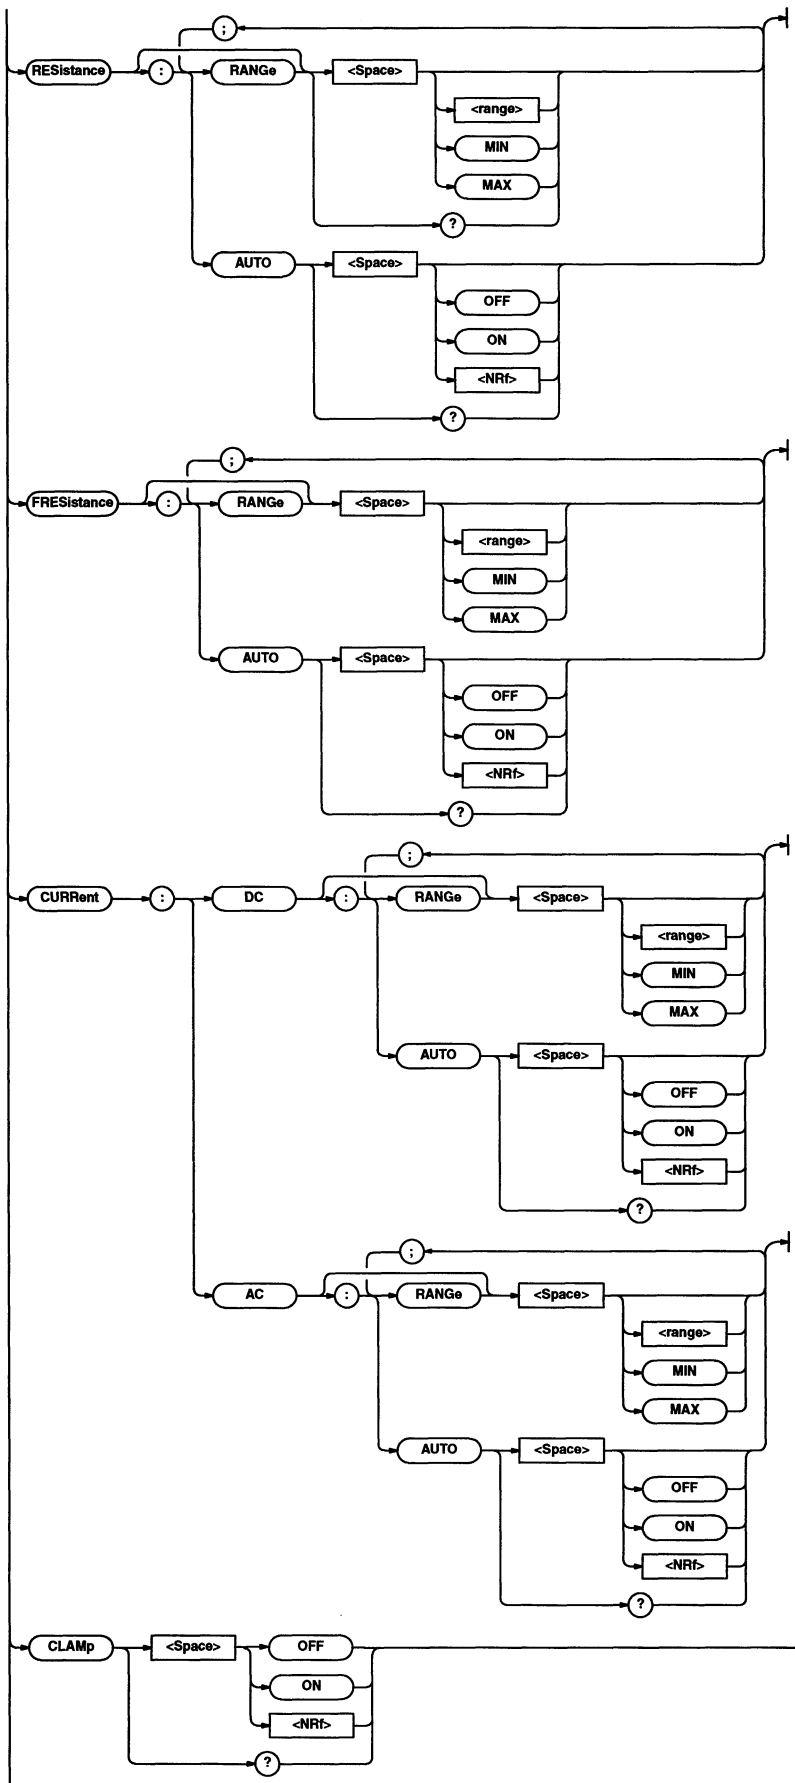 ;
RESistance : RANGe <Space>
<range>
MIN
MAX
?
AUTO <Space>
OFF
ON
<NRf>
?
;
FRESistance : RANGe <Space>
<range>
MIN
MAX
AUTO <Space>
OFF
ON
<NRf>
?
;
CURRent : DC : RANGe <Space>
<range>
MIN
MAX
AUTO <Space>
OFF
ON
<NRf>
?
;
AC : RANGe <Space>
<range>
MIN
MAX
AUTO <Space>
OFF
ON
<NRf>
?
CLAMp <Space> OFF
ON
<NRf>
?